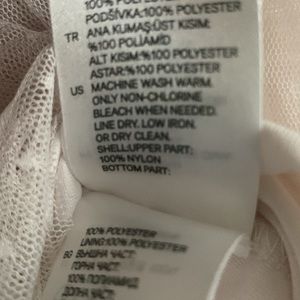 100% POLYESTER
PODŠÍVKA:100% POLYESTER
TR ANA KUMAŞ:ÜST KISIM:
%100 POLİAMİD
ALT KISIM:%100 POLYESTER
ASTAR:%100 POLYESTER
US MACHINE WASH WARM.
ONLY NON-CHLORINE
BLEACH WHEN NEEDED.
LINE DRY. LOW IRON.
OR DRY CLEAN.
SHELL:UPPER PART:
100% NYLON
BOTTOM PART:
100% POLYESTER
LINING:100% POLYESTER
BG ВЪНШНА ЧАСТ:
ГОРНА ЧАСТ:
100% ПОЛИАМИД
ДОЛНА ЧАСТ: